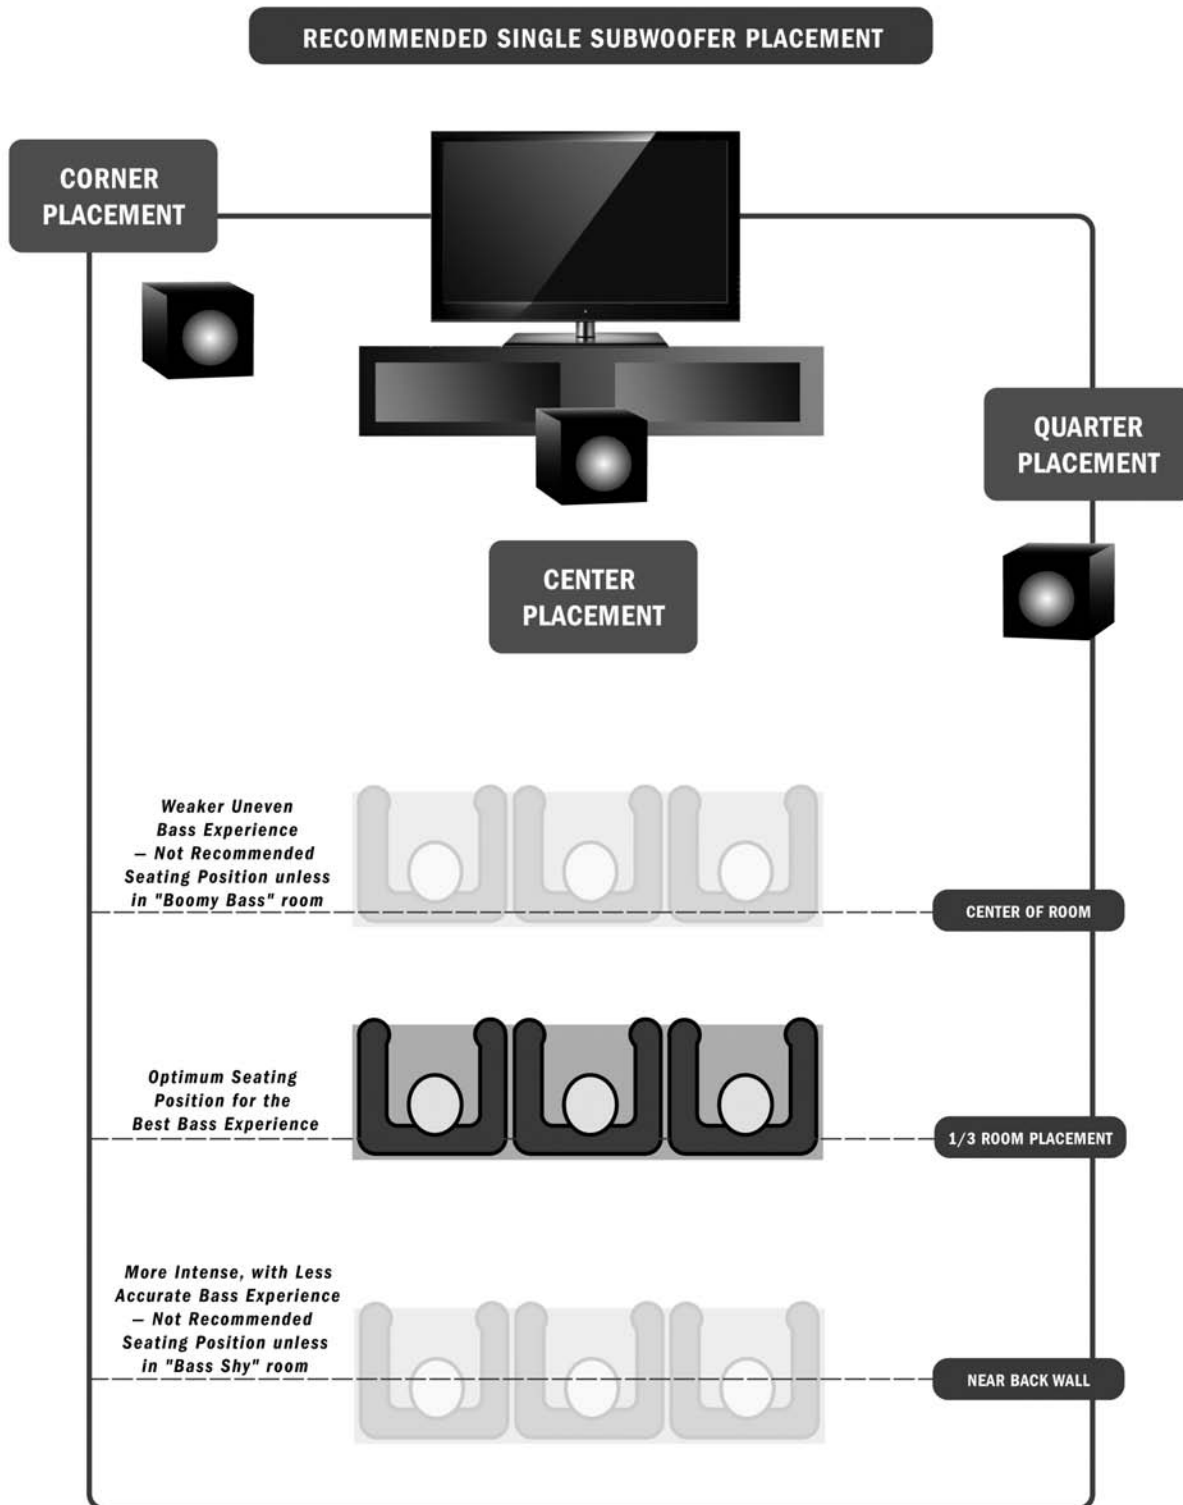 RECOMMENDED SINGLE SUBWOOFER PLACEMENT
CORNER
PLACEMENT
QUARTER
PLACEMENT
CENTER
PLACEMENT
Weaker Uneven
Bass Experience
— Not Recommended
Seating Position unless
in "Boomy Bass" room
CENTER OF ROOM
Optimum Seating
Position for the
Best Bass Experience
1/3 ROOM PLACEMENT
More Intense, with Less
Accurate Bass Experience
— Not Recommended
Seating Position unless
in "Bass Shy" room
NEAR BACK WALL